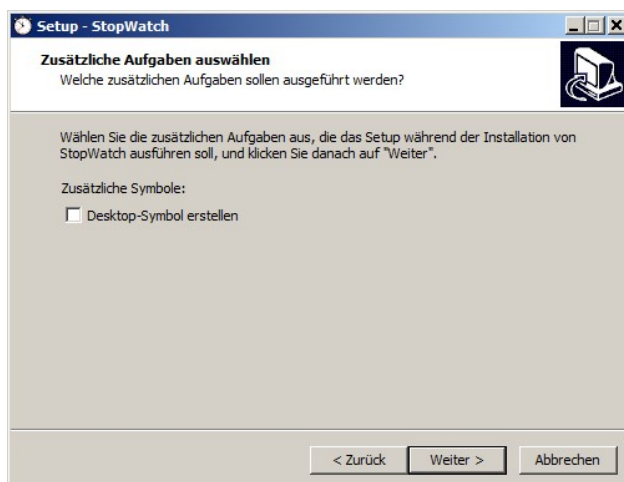 Setup - StopWatch
Zusätzliche Aufgaben auswählen
Welche zusätzlichen Aufgaben sollen ausgeführt werden?
Wählen Sie die zusätzlichen Aufgaben aus, die das Setup während der Installation von
StopWatch ausführen soll, und klicken Sie danach auf "Weiter".
Zusätzliche Symbole:
Desktop-Symbol erstellen
< Zurück Weiter > Abbrechen